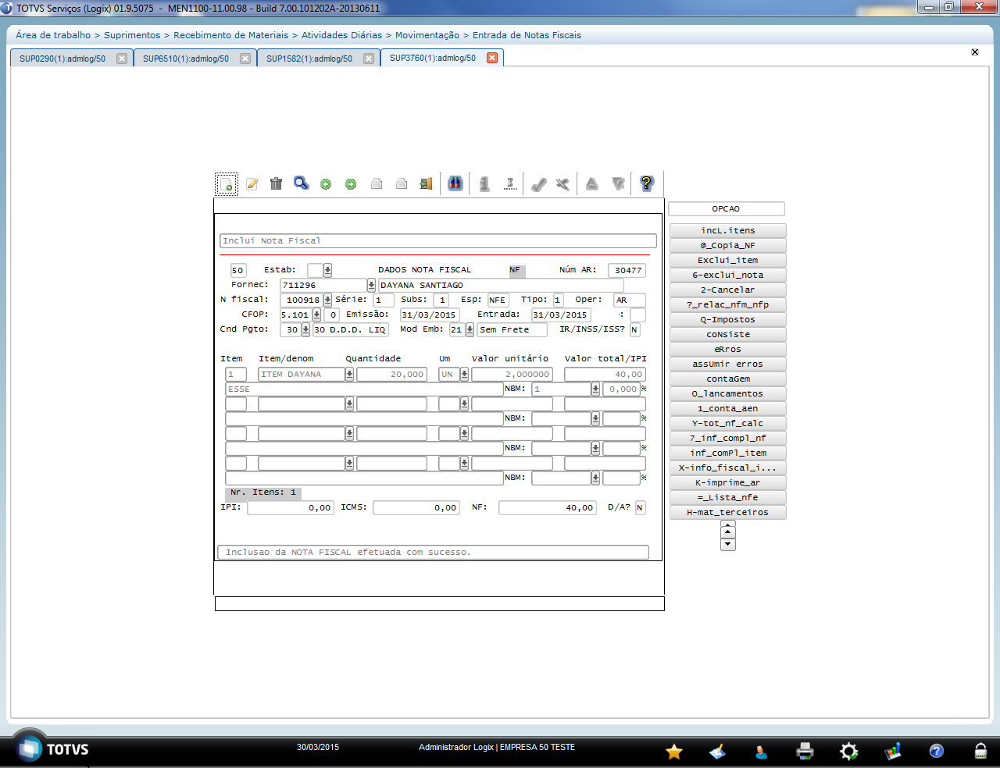 TOTVS Serviços (Logix) 01.9.5075 - MEN1100-11.00.98 - Build 7.00.101202A-20130611
Área de trabalho > Suprimentos > Recebimento de Materiais > Atividades Diárias > Movimentação > Entrada de Notas Fiscais
SUP0290(1):admlog/50 SUP6510(1):admlog/50 SUP1582(1):admlog/50 SUP3760(1):admlog/50
OPCAO
Inclui Nota Fiscal
50 Estab: DADOS NOTA FISCAL NF Núm AR: 30477
Fornec: 711296 DAYANA SANTIAGO
N fiscal: 100918 Série: 1 Subs: 1 Esp: NFE Tipo: 1 Oper: AR
CFOP: 5.101 0 Emissão: 31/03/2015 Entrada: 31/03/2015 :
Cnd Pgto: 30 30 D.D.D. LIQ Mod Emb: 21 Sem Frete IR/INSS/ISS? N
Item Item/denom Quantidade Um Valor unitário Valor total/IPI
1 ITEM DAYANA 20,000 UN 2,000000 40,00
ESSE NBM: 1 0,000 %
NBM: %
NBM: %
NBM: %
Nr. Itens: 1
IPI: 0,00 ICMS: 0,00 NF: 40,00 D/A? N
Inclusao da NOTA FISCAL efetuada com sucesso.
incL.itens
@_Copia_NF
Exclui_item
6-exclui_nota
2-Cancelar
?_relac_nfm_nfp
Q-Impostos
coNsiste
eRros
assUmir erros
contaGem
O_lancamentos
1_conta_aen
Y-tot_nf_calc
7_inf_compl_nf
inf_comPl_item
X-info_fiscal_i...
K-imprime_ar
=_Lista_nfe
H-mat_terceiros
TOTVS 30/03/2015 Administrador Logix | EMPRESA 50 TESTE